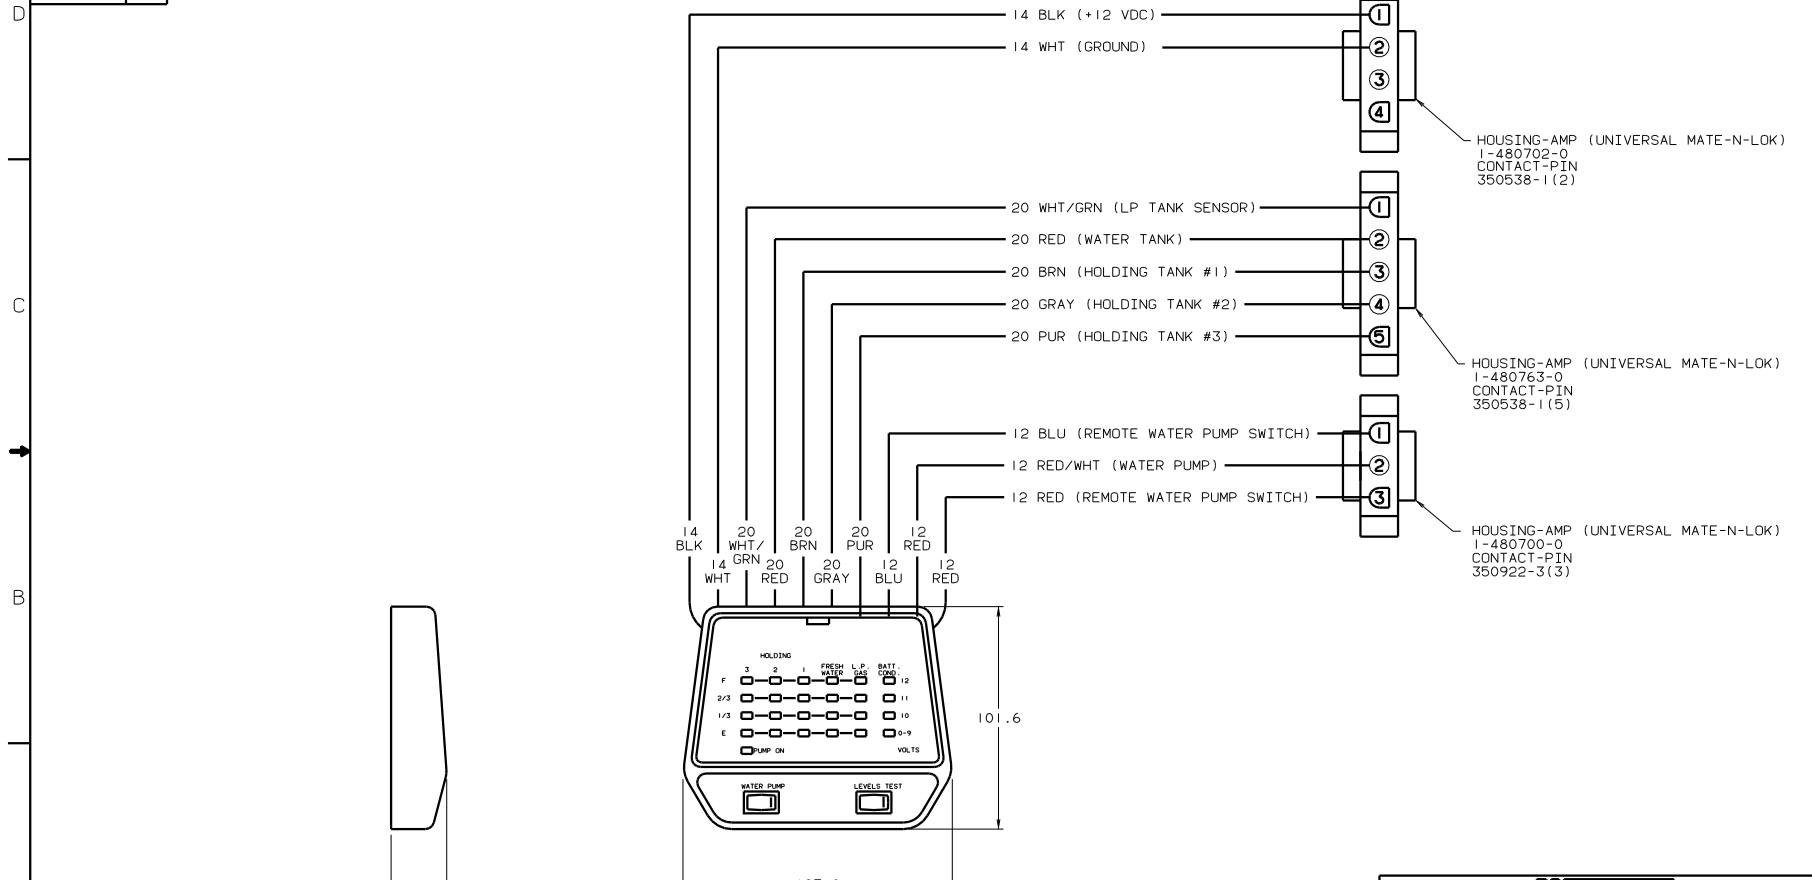 D
14 BLK (+12 VDC)
1
14 WHT (GROUND)
2
3
4
HOUSING-AMP (UNIVERSAL MATE-N-LOK)
1-480702-0
CONTACT-PIN
350538-1(2)
20 WHT/GRN (LP TANK SENSOR)
1
20 RED (WATER TANK)
2
20 BRN (HOLDING TANK #1)
3
C
20 GRAY (HOLDING TANK #2)
4
20 PUR (HOLDING TANK #3)
5
HOUSING-AMP (UNIVERSAL MATE-N-LOK)
1-480763-0
CONTACT-PIN
350538-1(5)
12 BLU (REMOTE WATER PUMP SWITCH)
1
12 RED/WHT (WATER PUMP)
2
12 RED (REMOTE WATER PUMP SWITCH)
3
HOUSING-AMP (UNIVERSAL MATE-N-LOK)
1-480700-0
CONTACT-PIN
350922-3(3)
14
BLK
14
WHT
20
WHT/
GRN
20
RED
20
BRN
20
GRAY
20
PUR
12
BLU
12
RED
12
RED
B
HOLDING
3 2 1
FRESH
WATER
L.P.
GAS
BATT.
COND.
F 12
2/3 11
1/3 10
E 0-9
PUMP ON VOLTS
101.6
WATER PUMP LEVELS TEST